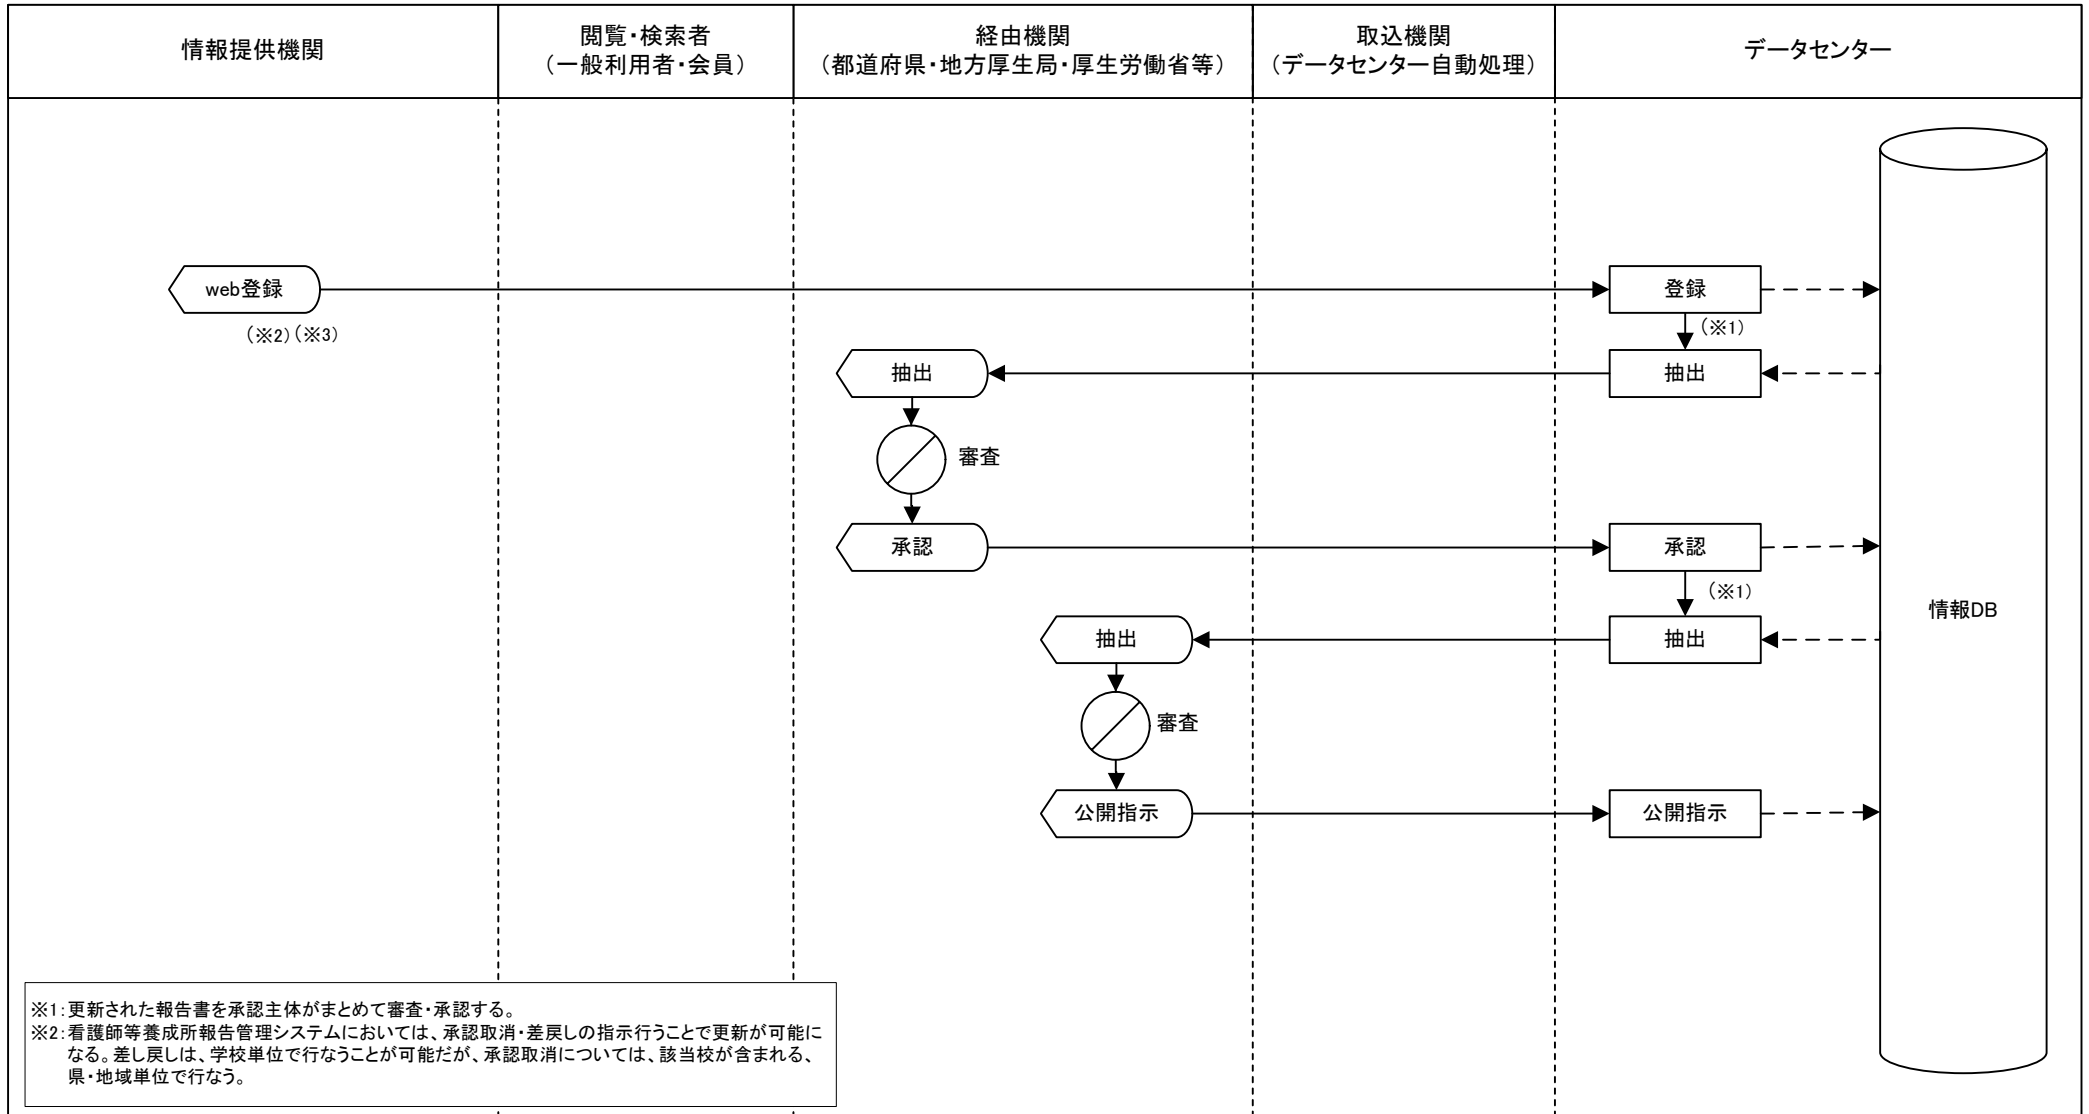 情報提供機関
閲覧・検索者
（一般利用者・会員）
経由機関
（都道府県・地方厚生局・厚生労働省等）
取込機関
（データセンター自動処理）
データセンター
web登録
登録
（※2）（※3）
（※1）
抽出
抽出
審査
承認
承認
（※1）
情報DB
抽出
抽出
審査
公開指示
公開指示
※1：更新された報告書を承認主体がまとめて審査・承認する。
※2：看護師等養成所報告管理システムにおいては、承認取消・差戻しの指示行うことで更新が可能に
なる。差し戻しは、学校単位で行なうことが可能だが、承認取消については、該当校が含まれる、
県・地域単位で行なう。